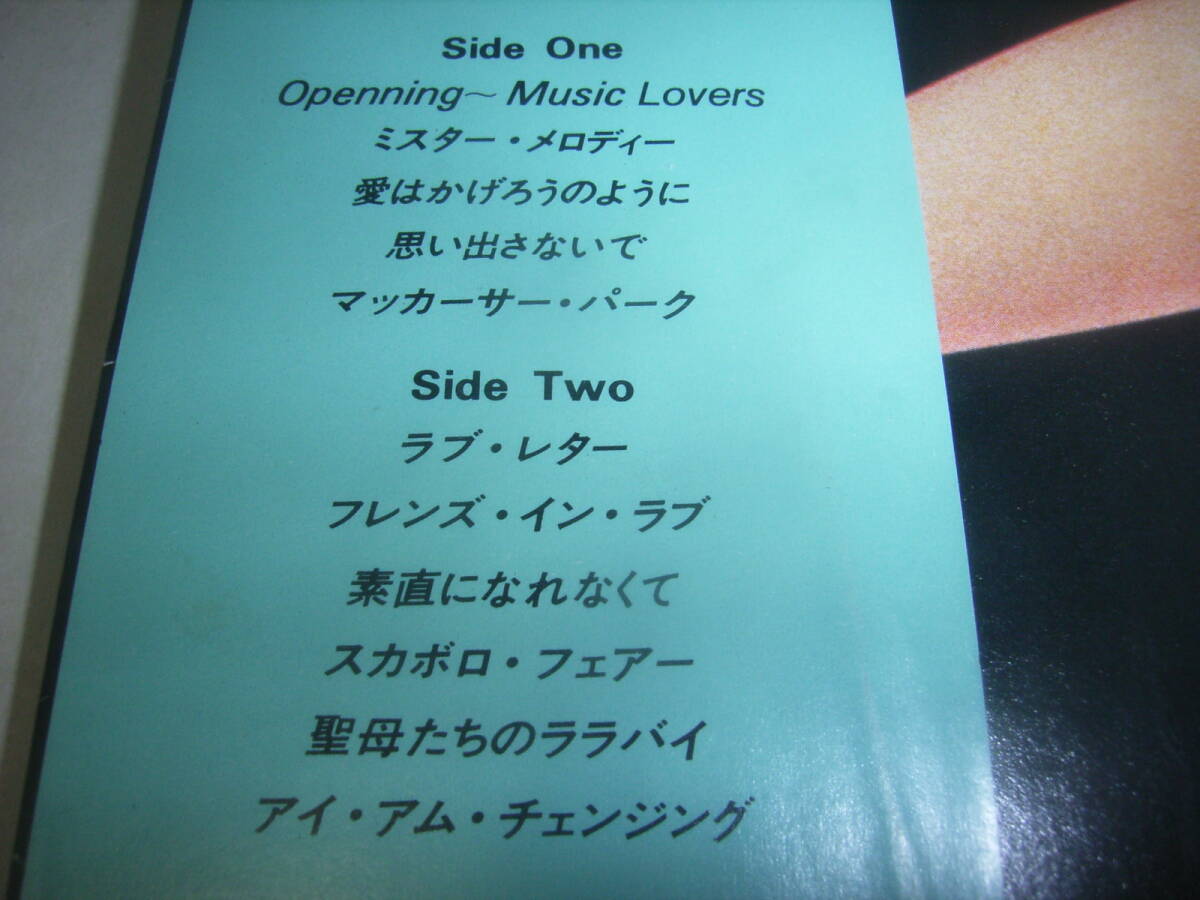 Side One
Openning～Music Lovers
ミスター・メロディー
愛はかげろうのように
思い出さないで
マッカーサー・パーク
Side Two
ラブ・レター
フレンズ・イン・ラブ
素直になれなくて
スカボロ・フェアー
聖母たちのララバイ
アイ・アム・チェンジング